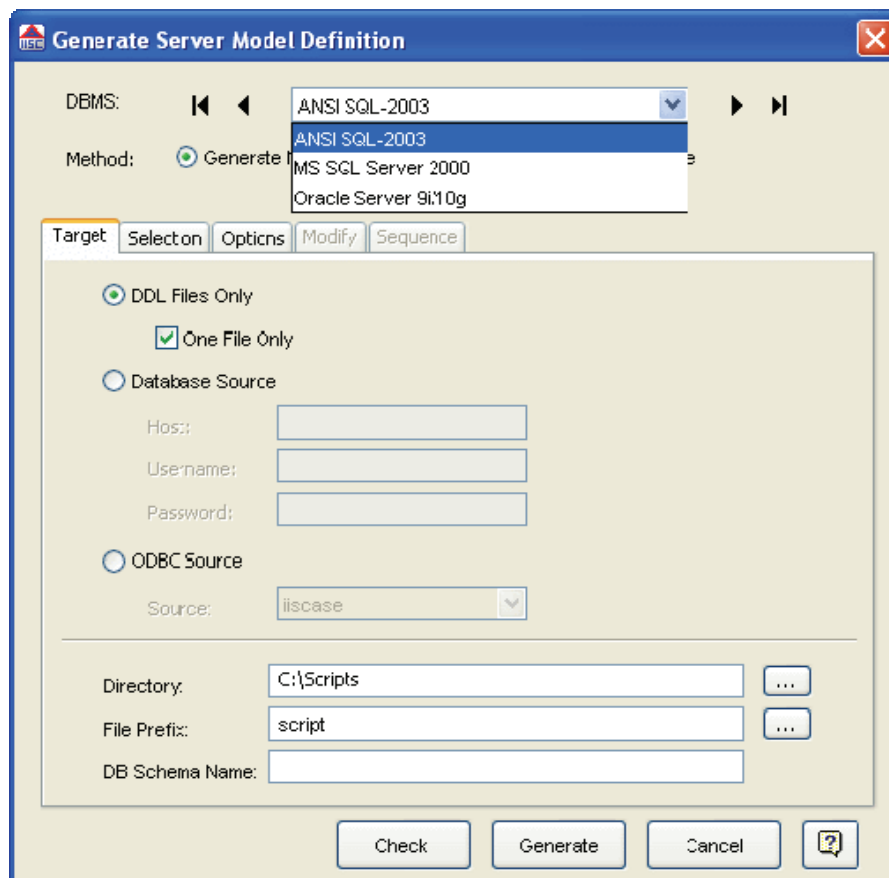 IISC Generate Server Model Definition
DBMS: ANSI SQL-2003
ANSI SQL-2003
Method: Generate
MS SQL Server 2000
Oracle Server 9i/10g
Target Selection Options Modify Sequence
DDL Files Only
One File Only
Database Source
Host:
Username:
Password:
ODBC Source
Source: iiscase
Directory: C:\Scripts
...
File Prefix: script
...
DB Schema Name:
Check Generate Cancel ?